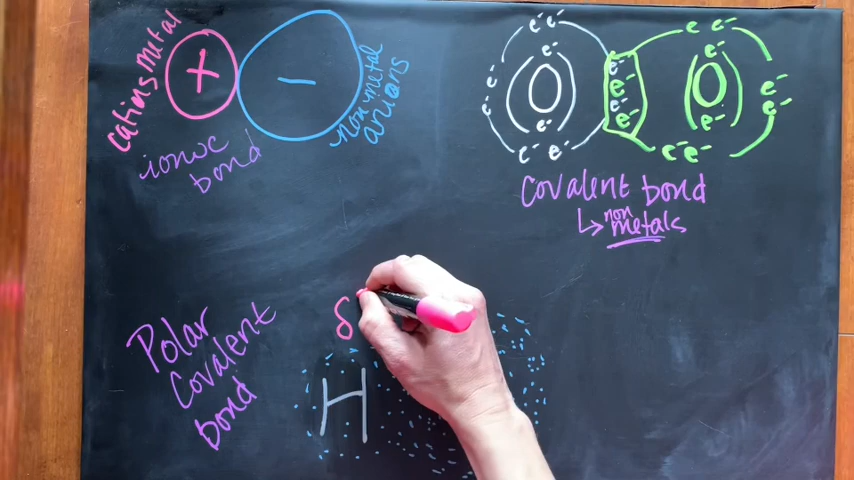 cations metal
+
-
non metal
anions
ionic
bond
e- e-
e-
e-
e-
e-
e-
e- e-
O
e-
e-
e-
e-
e- e-
e-
O
e-
e-
e-
e- e-
Covalent bond
↳ non
metals
Polar
Covalent
bond
δ
H